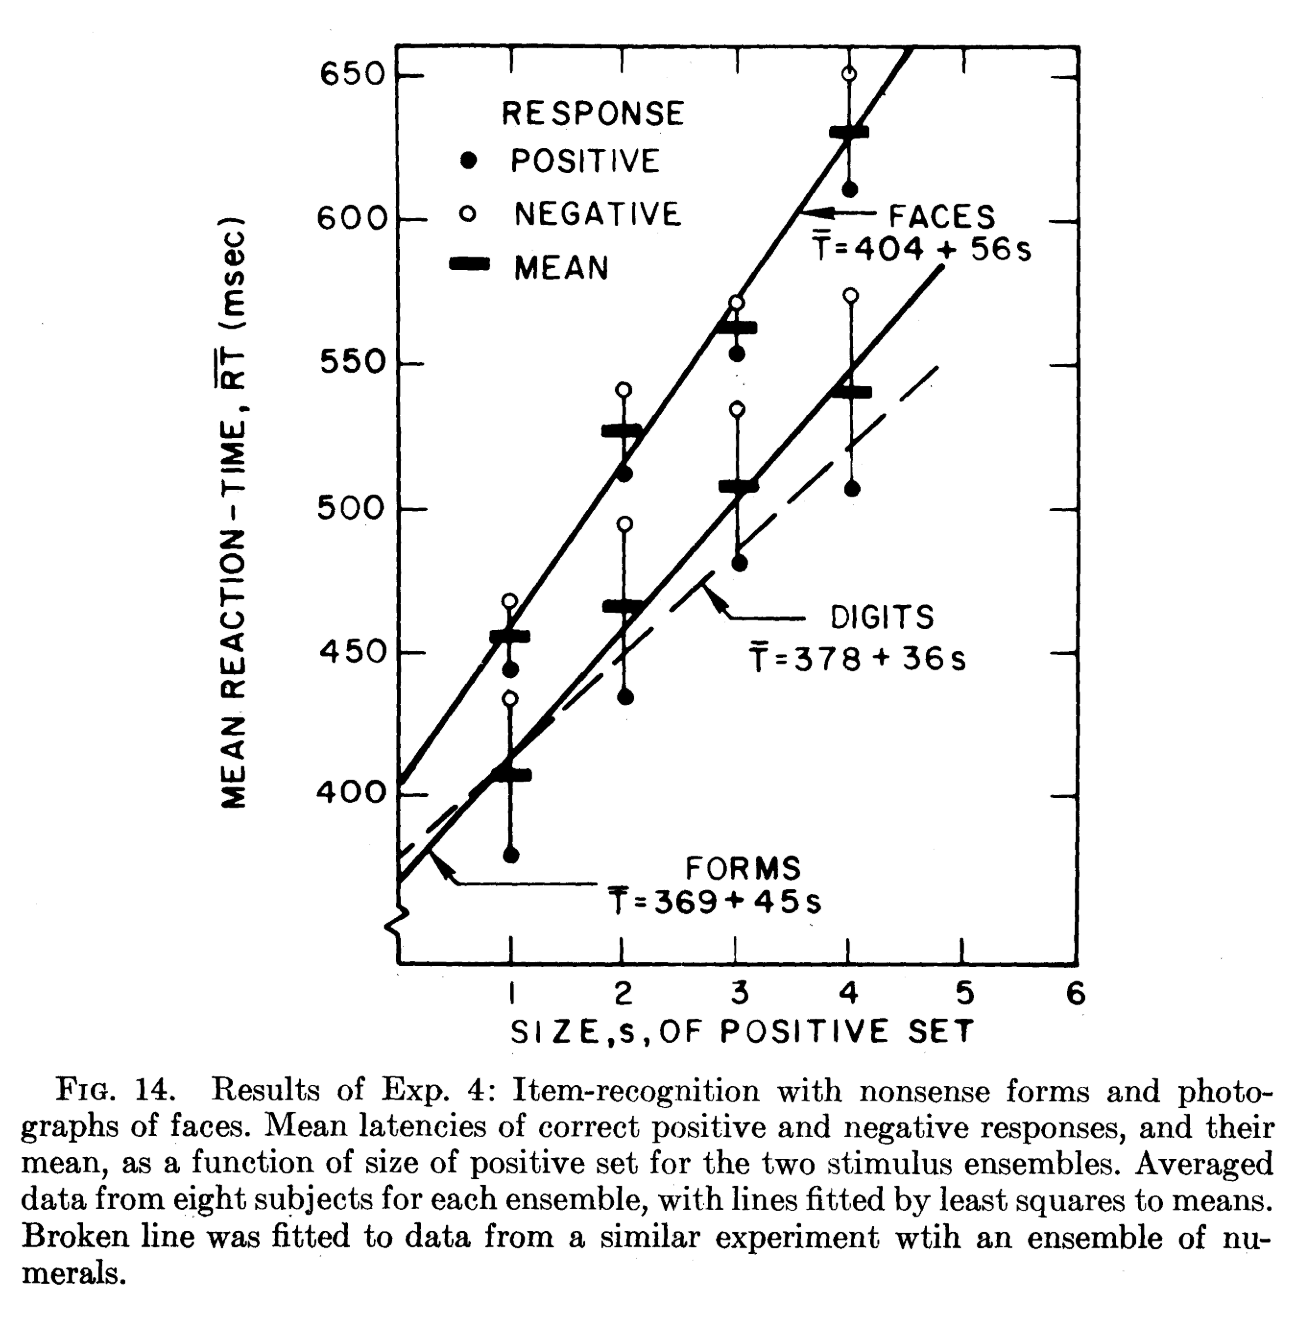 650
RESPONSE
● POSITIVE
○ NEGATIVE
▬ MEAN
600
FACES
T̅=404 + 56s
550
500
DIGITS
T̅=378 + 36s
450
400
FORMS
T̅=369 + 45s
MEAN REACTION-TIME, R̅T̅ (msec)
1 2 3 4 5 6
SIZE, s, OF POSITIVE SET
FIG. 14. Results of Exp. 4: Item-recognition with nonsense forms and photo-
graphs of faces. Mean latencies of correct positive and negative responses, and their
mean, as a function of size of positive set for the two stimulus ensembles. Averaged
data from eight subjects for each ensemble, with lines fitted by least squares to means.
Broken line was fitted to data from a similar experiment wtih an ensemble of nu-
merals.